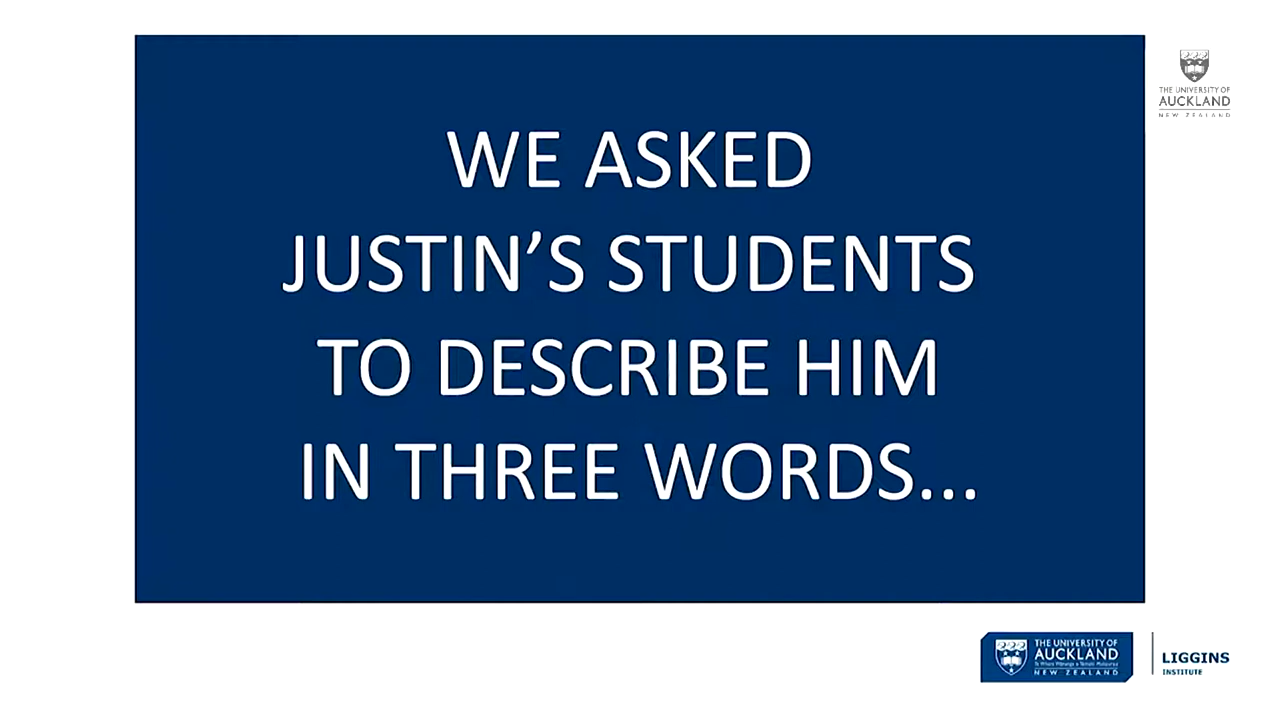 WE ASKED
JUSTIN’S STUDENTS
TO DESCRIBE HIM
IN THREE WORDS...
THE UNIVERSITY OF
AUCKLAND
NEW ZEALAND
THE UNIVERSITY OF
AUCKLAND
NEW ZEALAND
LIGGINS
INSTITUTE